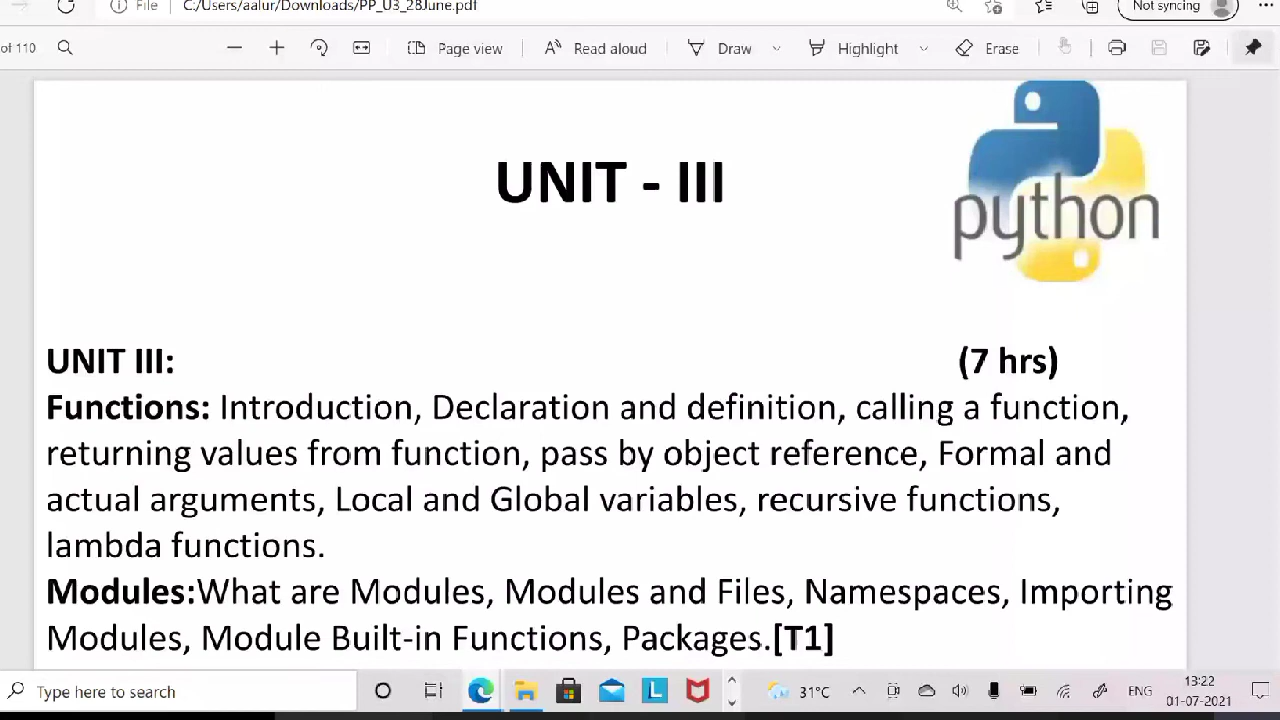 File C:/Users/aalur/Downloads/PP_U3_28June.pdf Not syncing
of 110 Page view Read aloud Draw Highlight Erase
python
UNIT - III
UNIT III: (7 hrs)
Functions: Introduction, Declaration and definition, calling a function,
returning values from function, pass by object reference, Formal and
actual arguments, Local and Global variables, recursive functions,
lambda functions.
Modules:What are Modules, Modules and Files, Namespaces, Importing
Modules, Module Built-in Functions, Packages.[T1]
Type here to search 31°C ENG 13:22
01-07-2021